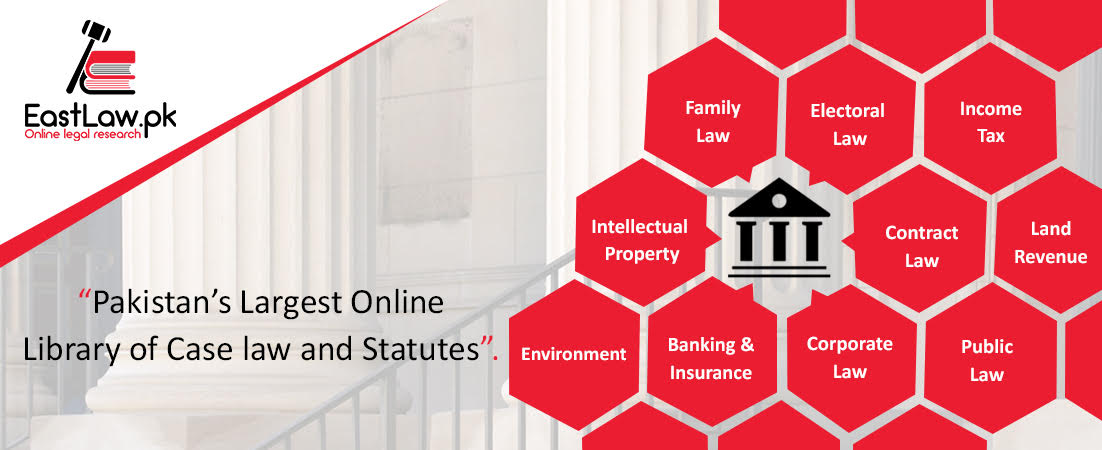 EastLaw.pk
Online legal research
“Pakistan’s Largest Online
Library of Case law and Statutes”.
Family
Law
Electoral
Law
Income
Tax
Intellectual
Property
Contract
Law
Land
Revenue
Environment
Banking &
Insurance
Corporate
Law
Public
Law